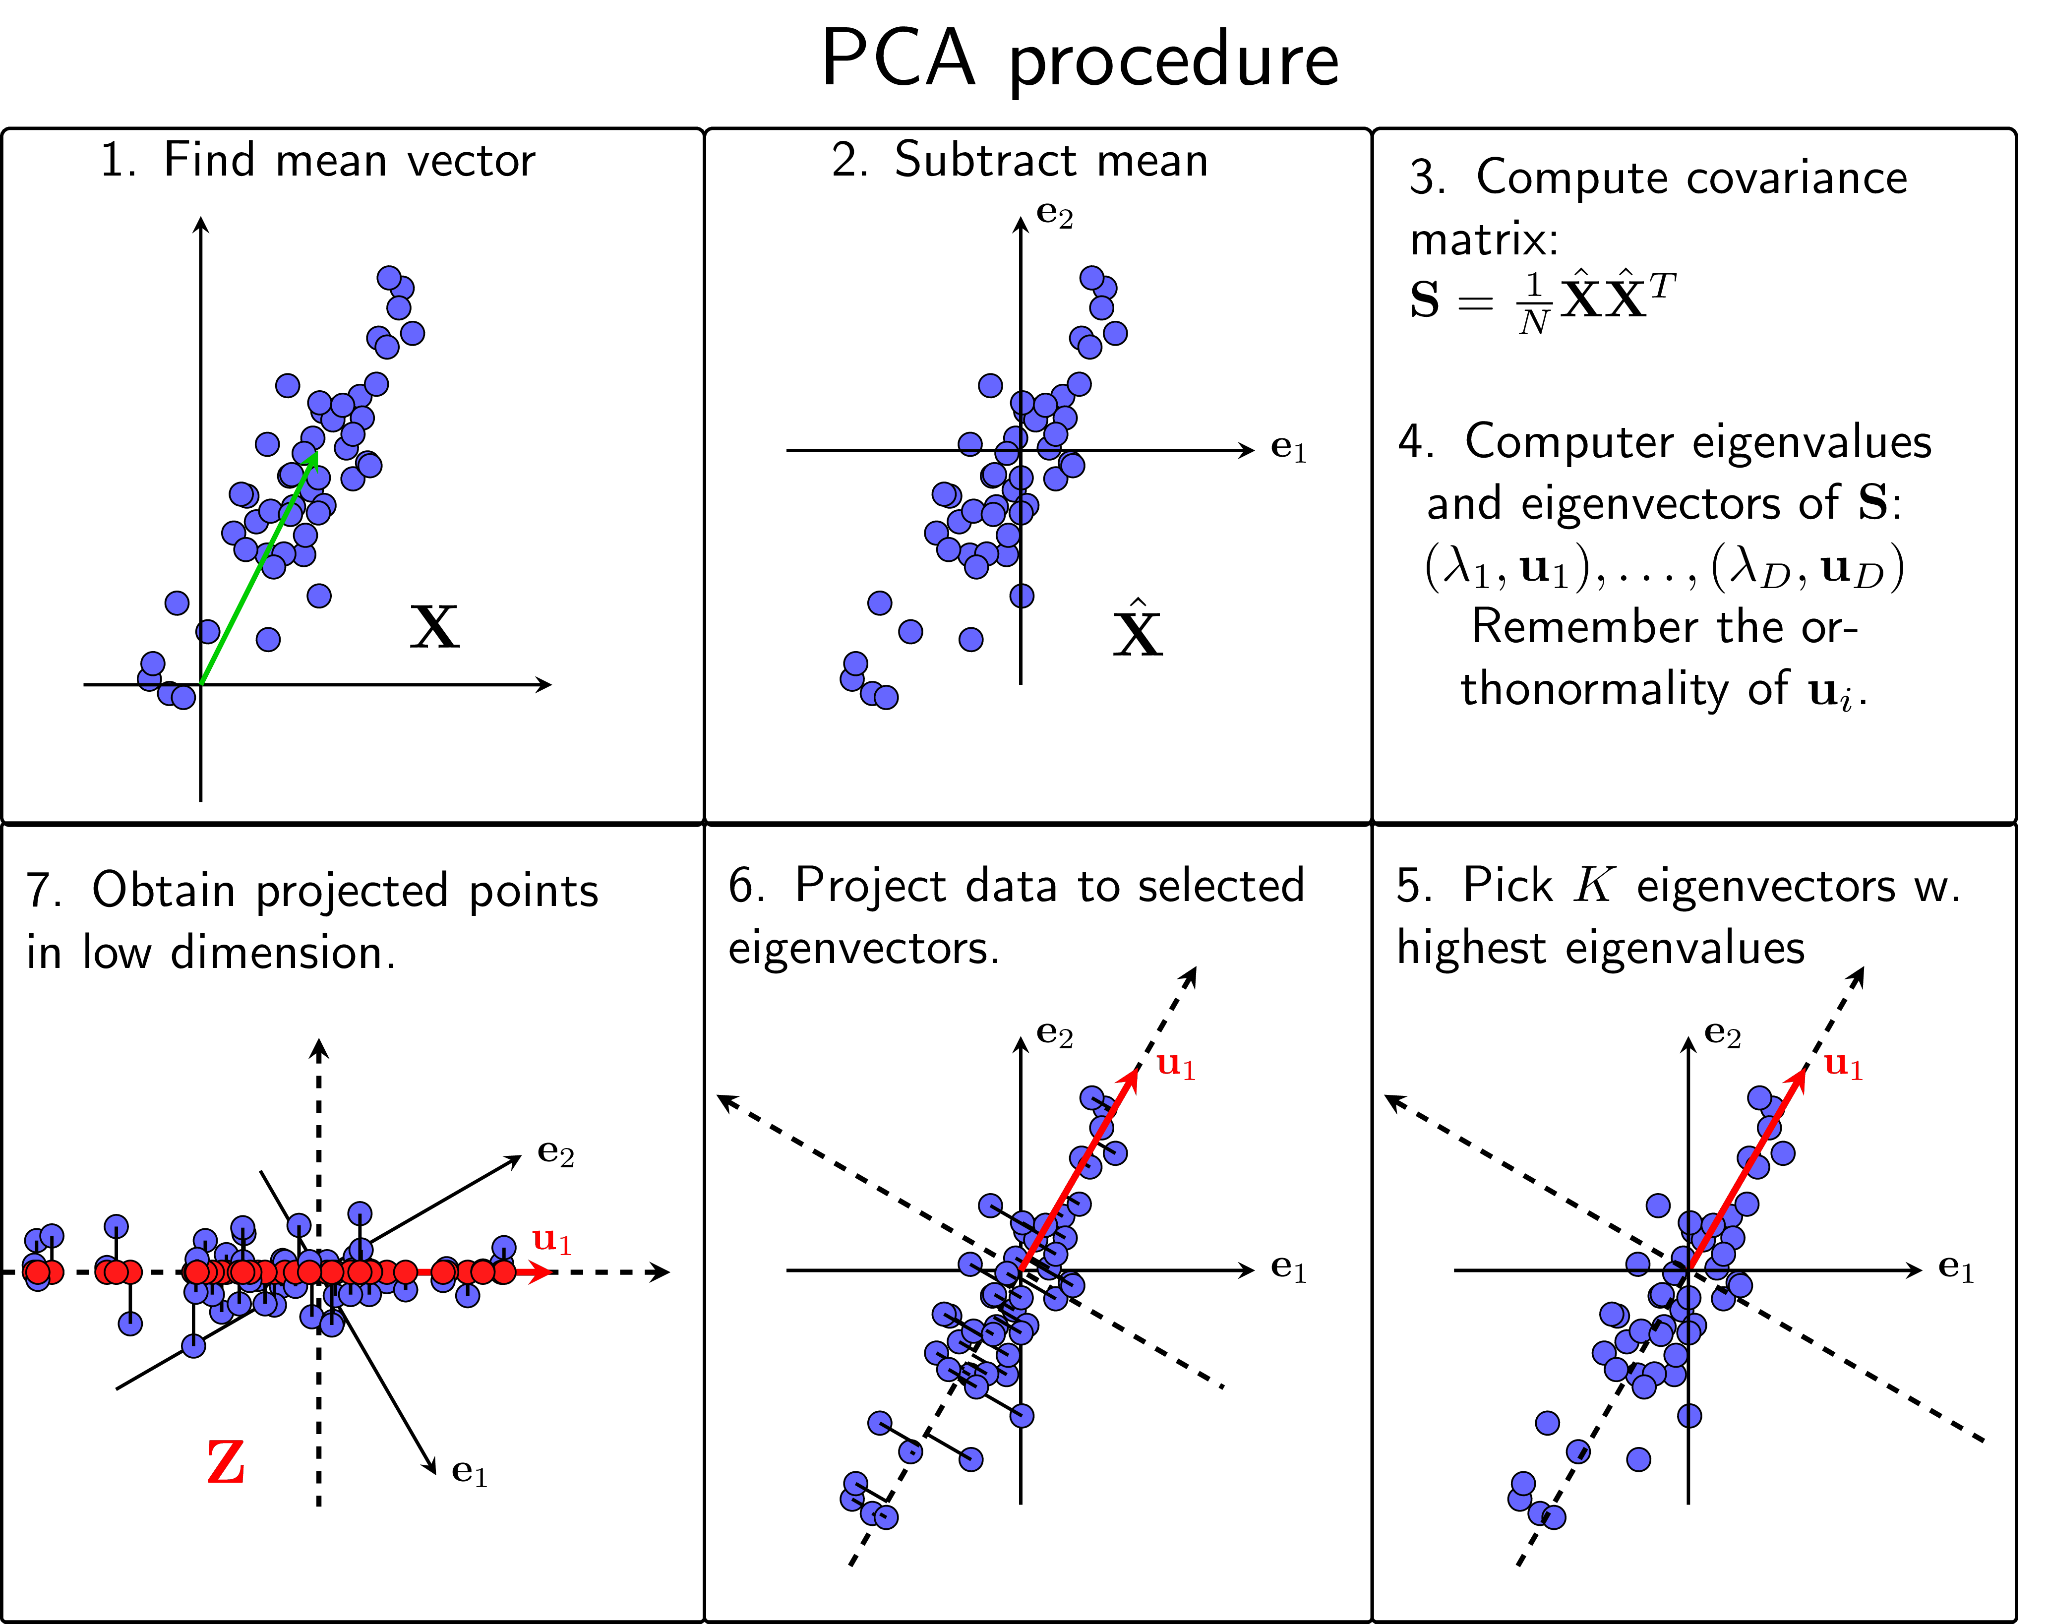 PCA procedure
1. Find mean vector
X
2. Subtract mean
e₂
e₁
X̂
3. Compute covariance
matrix:
S = 1/N X̂X̂ᵀ
4. Computer eigenvalues
and eigenvectors of S:
(λ₁, u₁), . . . , (λ_D, u_D)
Remember the or-
thonormality of uᵢ.
5. Pick K eigenvectors w.
highest eigenvalues
e₂
u₁
e₁
6. Project data to selected
eigenvectors.
e₂
u₁
e₁
7. Obtain projected points
in low dimension.
e₂
u₁
Z
e₁